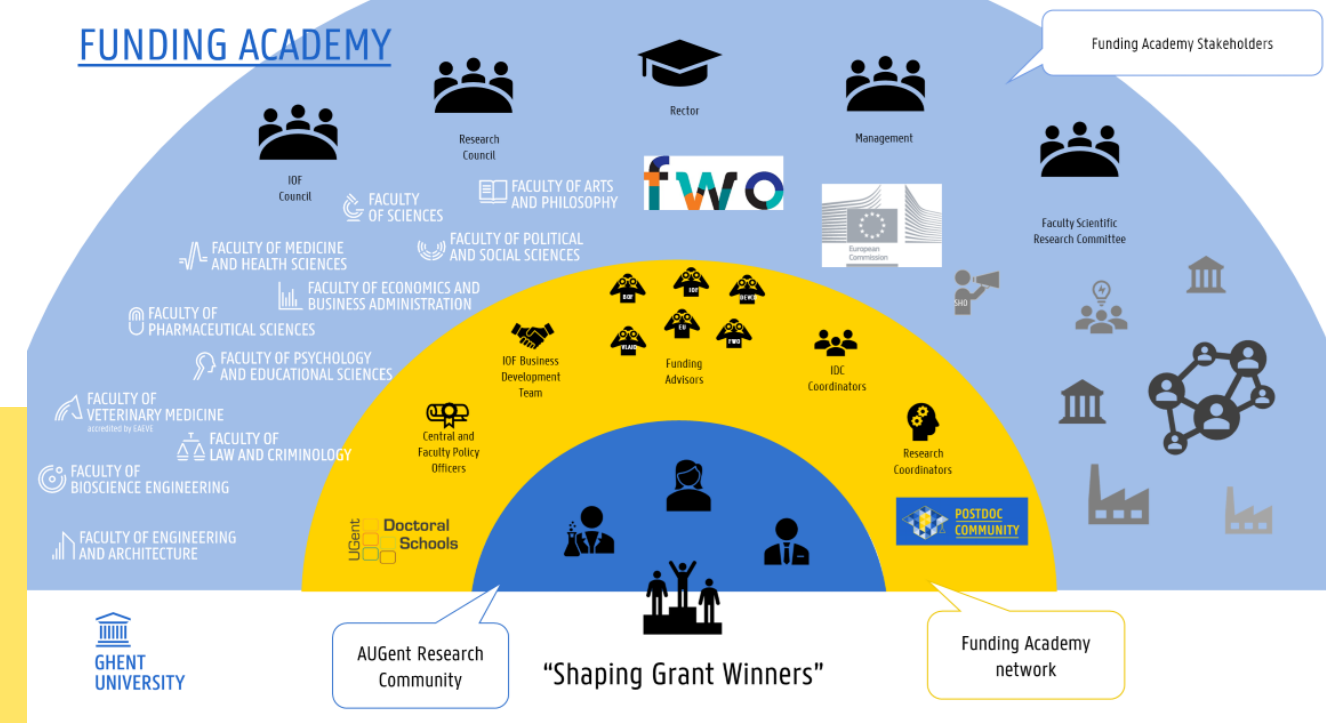 FUNDING ACADEMY
Funding Academy Stakeholders
Rector
Research
Council
Management
IOF
Council
Faculty Scientific
Research Committee
fwo
European
Commission
FACULTY
OF SCIENCES
FACULTY OF ARTS
AND PHILOSOPHY
FACULTY OF MEDICINE
AND HEALTH SCIENCES
FACULTY OF POLITICAL
AND SOCIAL SCIENCES
FACULTY OF ECONOMICS AND
BUSINESS ADMINISTRATION
FACULTY OF
PHARMACEUTICAL SCIENCES
FACULTY OF PSYCHOLOGY
AND EDUCATIONAL SCIENCES
FACULTY OF
VETERINARY MEDICINE
accredited by EAEVE
FACULTY OF
LAW AND CRIMINOLOGY
FACULTY OF
BIOSCIENCE ENGINEERING
FACULTY OF ENGINEERING
AND ARCHITECTURE
SHO
BOF
IOF
VLAIO
EU
FWO
Funding
Advisors
IOF Business
Development
Team
IDC
Coordinators
Central and
Faculty Policy
Officers
Research
Coordinators
UGent
Doctoral
Schools
POSTDOC
COMMUNITY
AUGent Research
Community
"Shaping Grant Winners"
Funding Academy
network
GHENT
UNIVERSITY